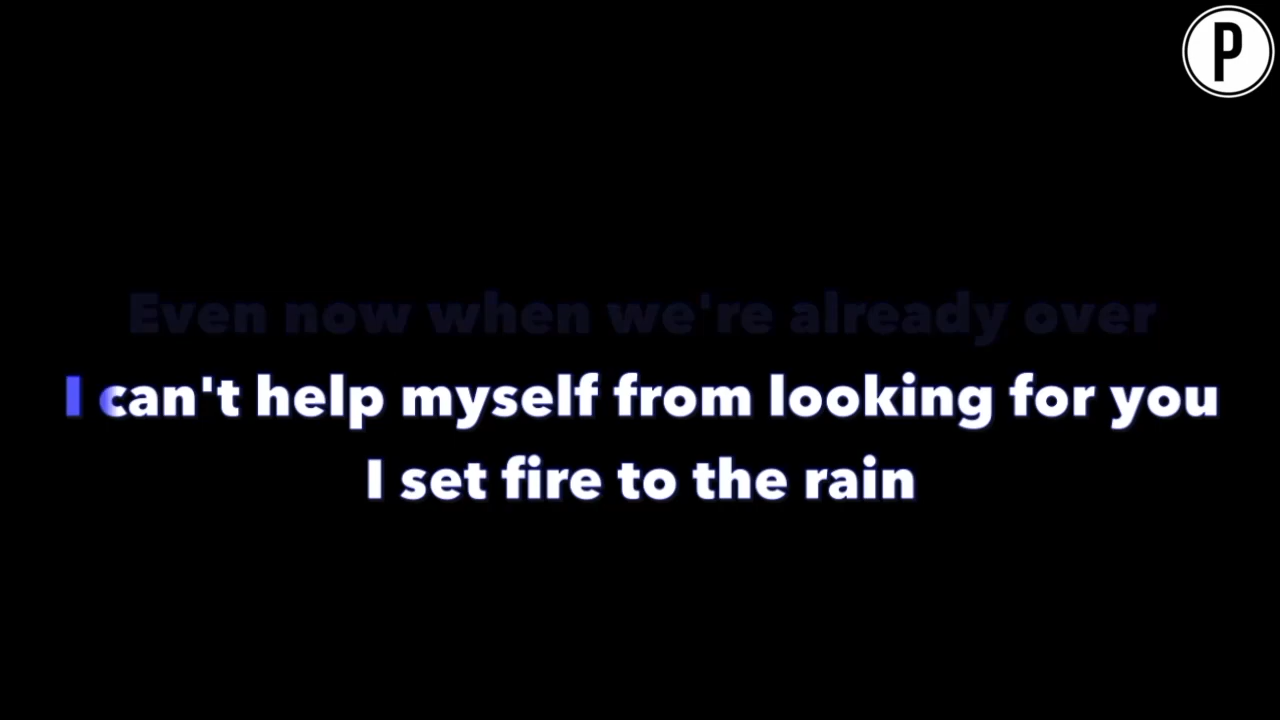 P
Even now when we're already over
I can't help myself from looking for you
I set fire to the rain